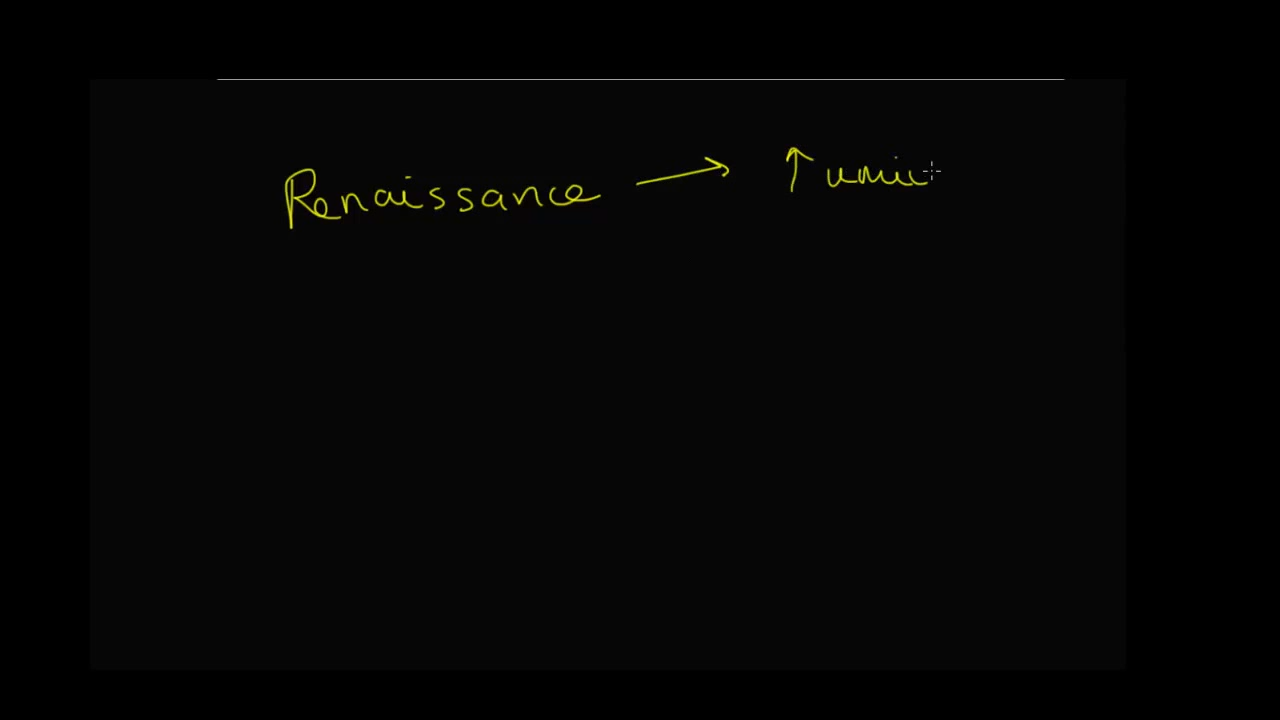 Renaissance → ↑